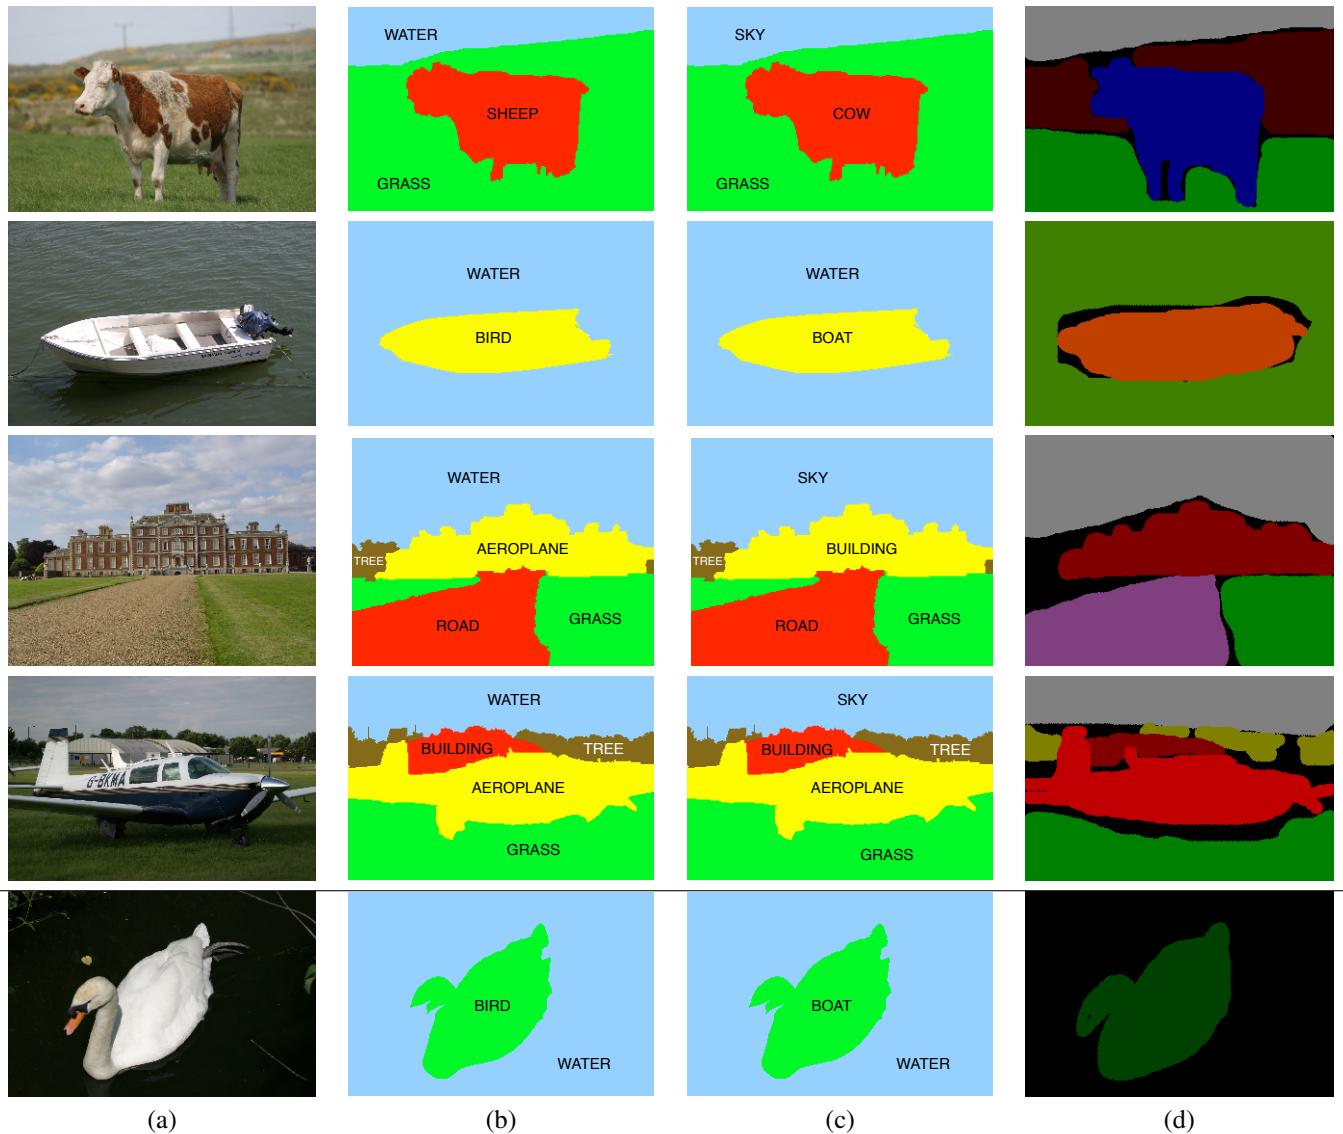 WATER
SHEEP
GRASS
SKY
COW
GRASS
WATER
BIRD
WATER
BOAT
WATER
AEROPLANE
TREE
ROAD
GRASS
SKY
BUILDING
TREE
ROAD
GRASS
G-BKMA
WATER
BUILDING
TREE
AEROPLANE
GRASS
SKY
BUILDING
TREE
AEROPLANE
GRASS
BIRD
WATER
BOAT
WATER
(a) (b) (c) (d)